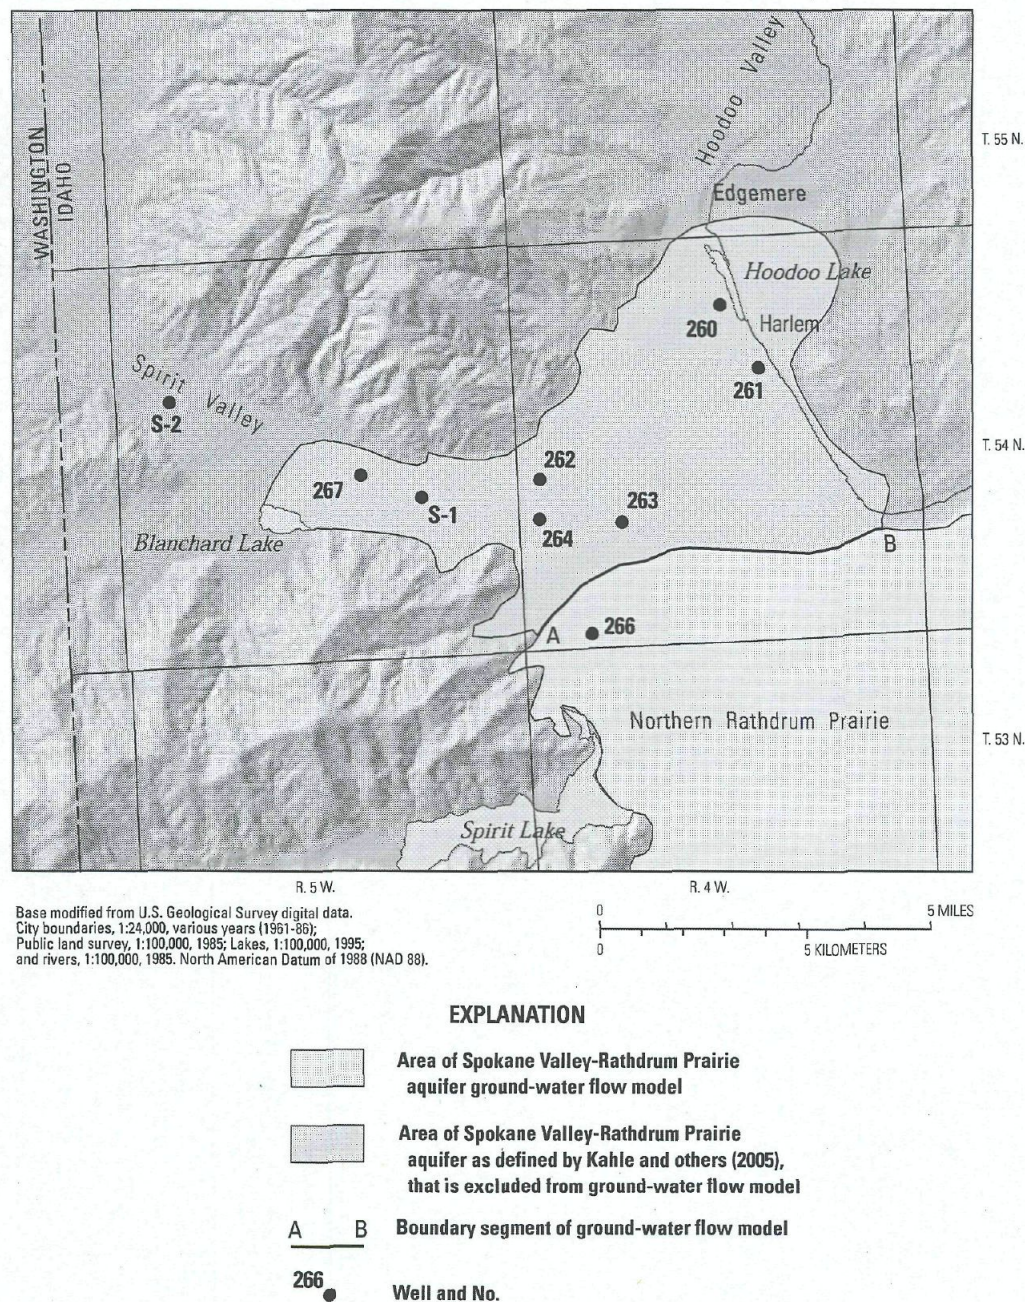 Hoodoo Valley
T. 55 N.
WASHINGTON
IDAHO
Edgemere
Hoodoo Lake
260
Harlem
261
Spirit Valley
S-2
T. 54 N.
262
267
S-1
263
264
Blanchard Lake
B
A
266
Northern Rathdrum Prairie
T. 53 N.
Spirit Lake
R. 5 W.
R. 4 W.
Base modified from U.S. Geological Survey digital data.
City boundaries, 1:24,000, various years (1961-86);
Public land survey, 1:100,000, 1985; Lakes, 1:100,000, 1995;
and rivers, 1:100,000, 1985. North American Datum of 1988 (NAD 88).
0
5 MILES
0
5 KILOMETERS
EXPLANATION
Area of Spokane Valley-Rathdrum Prairie
aquifer ground-water flow model
Area of Spokane Valley-Rathdrum Prairie
aquifer as defined by Kahle and others (2005),
that is excluded from ground-water flow model
A B
Boundary segment of ground-water flow model
266
Well and No.